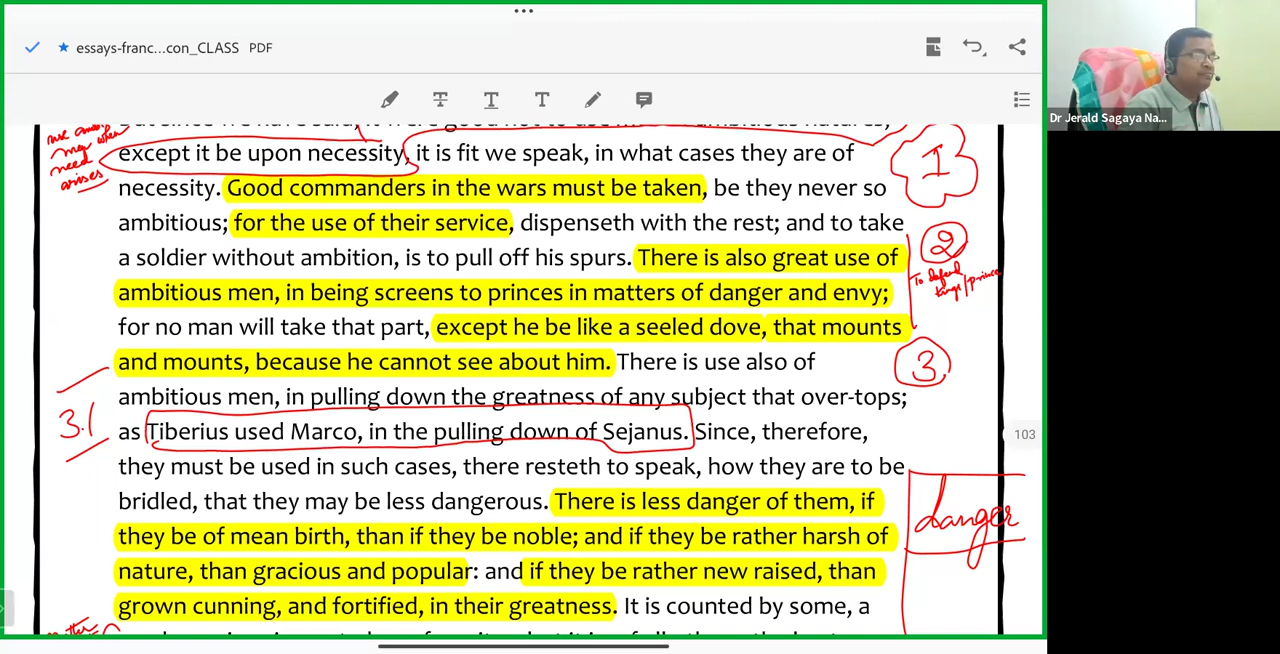 essays-franc...con_CLASS PDF
except it be upon necessity, it is fit we speak, in what cases they are of
necessity. Good commanders in the wars must be taken, be they never so
ambitious; for the use of their service, dispenseth with the rest; and to take
a soldier without ambition, is to pull off his spurs. There is also great use of
ambitious men, in being screens to princes in matters of danger and envy;
for no man will take that part, except he be like a seeled dove, that mounts
and mounts, because he cannot see about him. There is use also of
ambitious men, in pulling down the greatness of any subject that over-tops;
as Tiberius used Marco, in the pulling down of Sejanus. Since, therefore,
they must be used in such cases, there resteth to speak, how they are to be
bridled, that they may be less dangerous. There is less danger of them, if
they be of mean birth, than if they be noble; and if they be rather harsh of
nature, than gracious and popular: and if they be rather new raised, than
grown cunning, and fortified, in their greatness. It is counted by some, a
men when
need
arises
3.1
1
2
To defend
kings/prince
3
103
danger
Dr Jerald Sagaya Na...